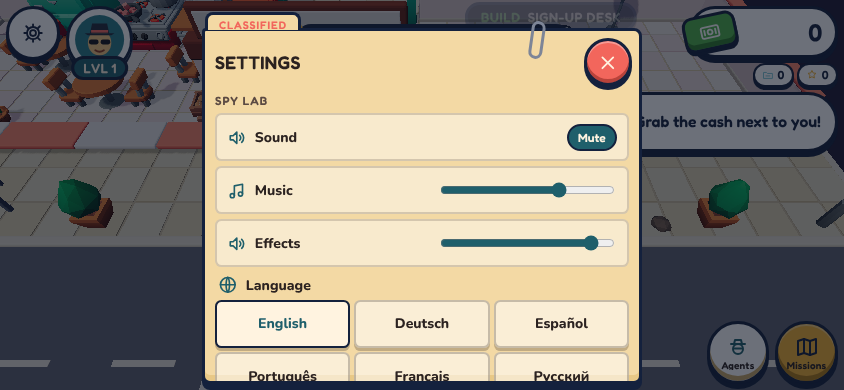 CLASSIFIED
BUILD SIGN-UP DESK
SETTINGS
0
LVL 1
0
0
SPY LAB
Sound
Mute
Grab the cash next to you!
Music
Effects
Language
English
Deutsch
Español
Português
Français
Русский
Agents
Missions